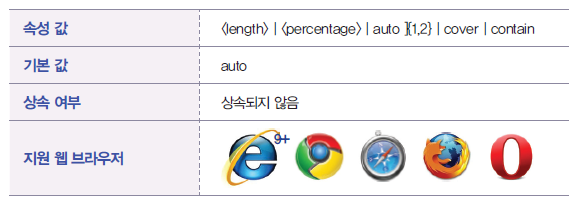 속성 값 〈length〉 | 〈percentage〉 | auto ]{1,2} | cover | contain
기본 값 auto
상속 여부 상속되지 않음
지원 웹 브라우저 9+